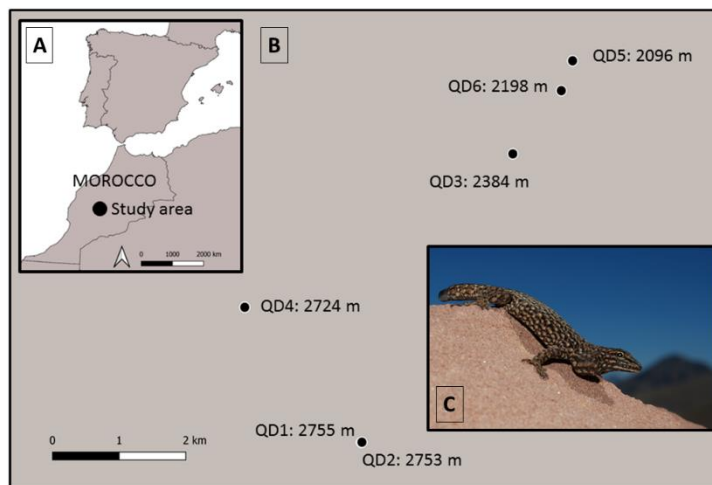 A
B
QD5: 2096 m
QD6: 2198 m
QD3: 2384 m
MOROCCO
Study area
0 1000 2000 km
QD4: 2724 m
C
QD1: 2755 m
QD2: 2753 m
0 1 2 km